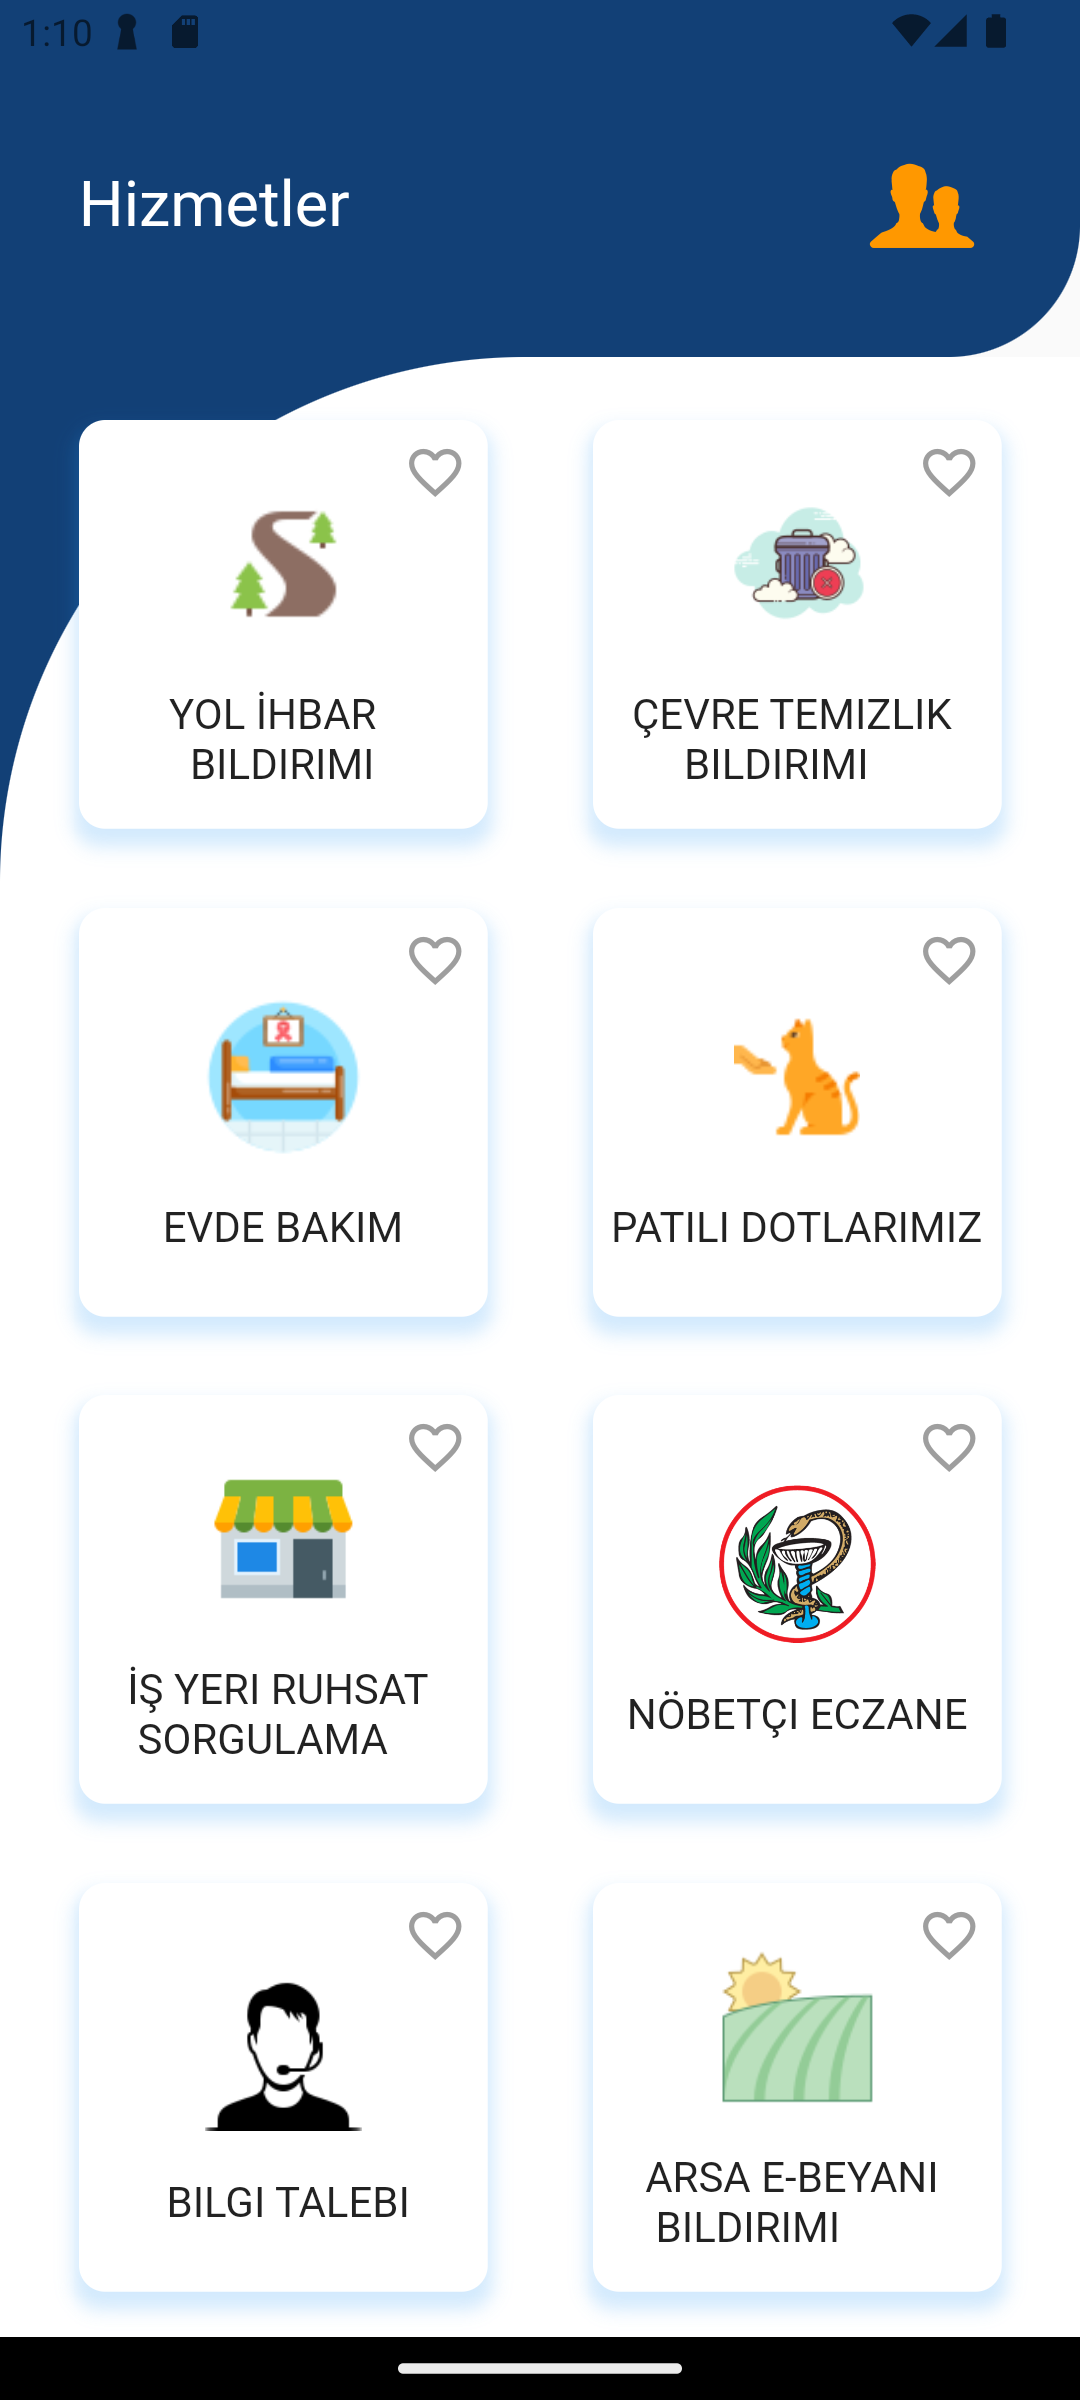 1:10
Hizmetler
YOL İHBAR
BILDIRIMI
ÇEVRE TEMIZLIK
BILDIRIMI
EVDE BAKIM
PATILI DOTLARIMIZ
İŞ YERI RUHSAT
SORGULAMA
NÖBETÇI ECZANE
BILGI TALEBI
ARSA E-BEYANI
BILDIRIMI